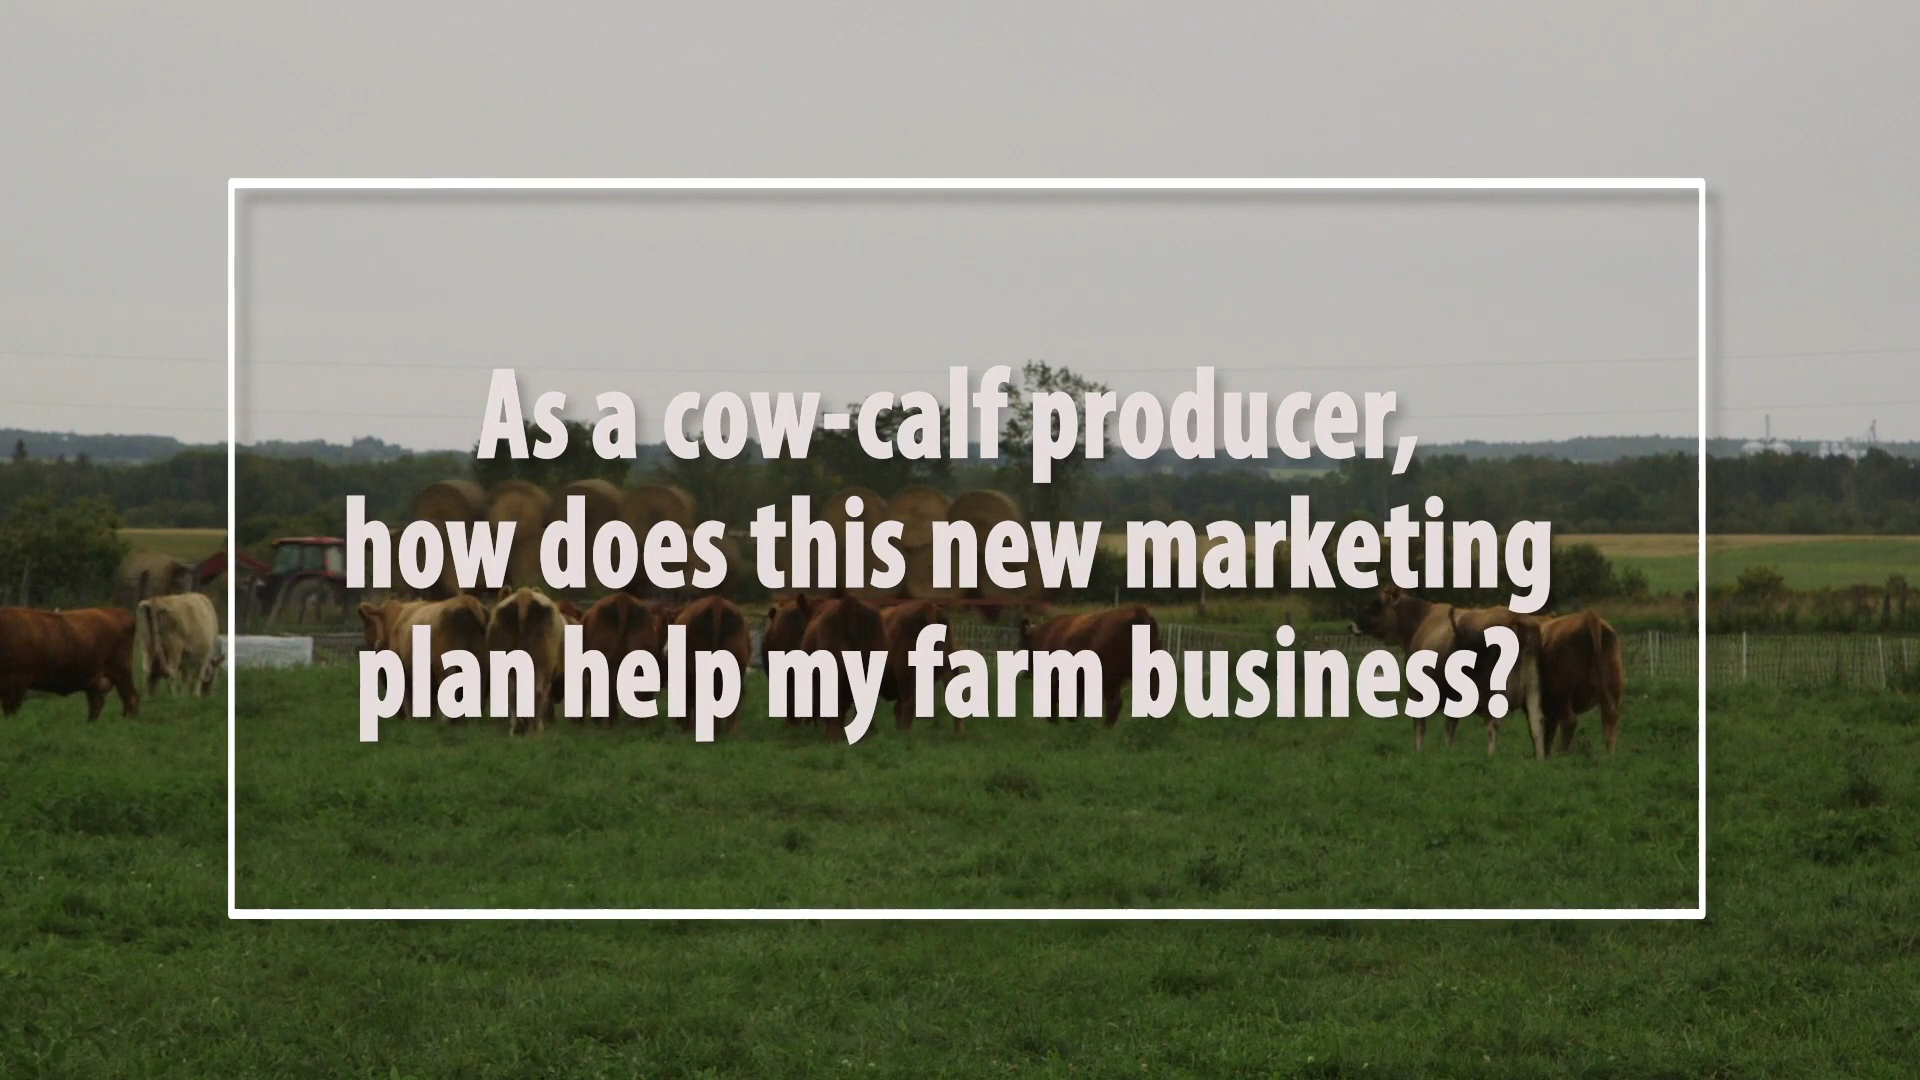 As a cow-calf producer,
how does this new marketing
plan help my farm business?